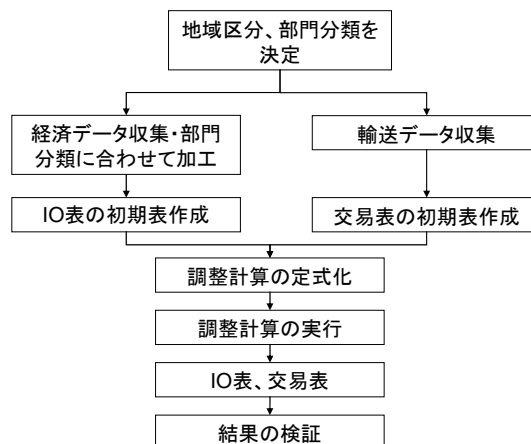 地域区分、部門分類を
決定
経済データ収集・部門
分類に合わせて加工
輸送データ収集
IO表の初期表作成
交易表の初期表作成
調整計算の定式化
調整計算の実行
IO表、交易表
結果の検証